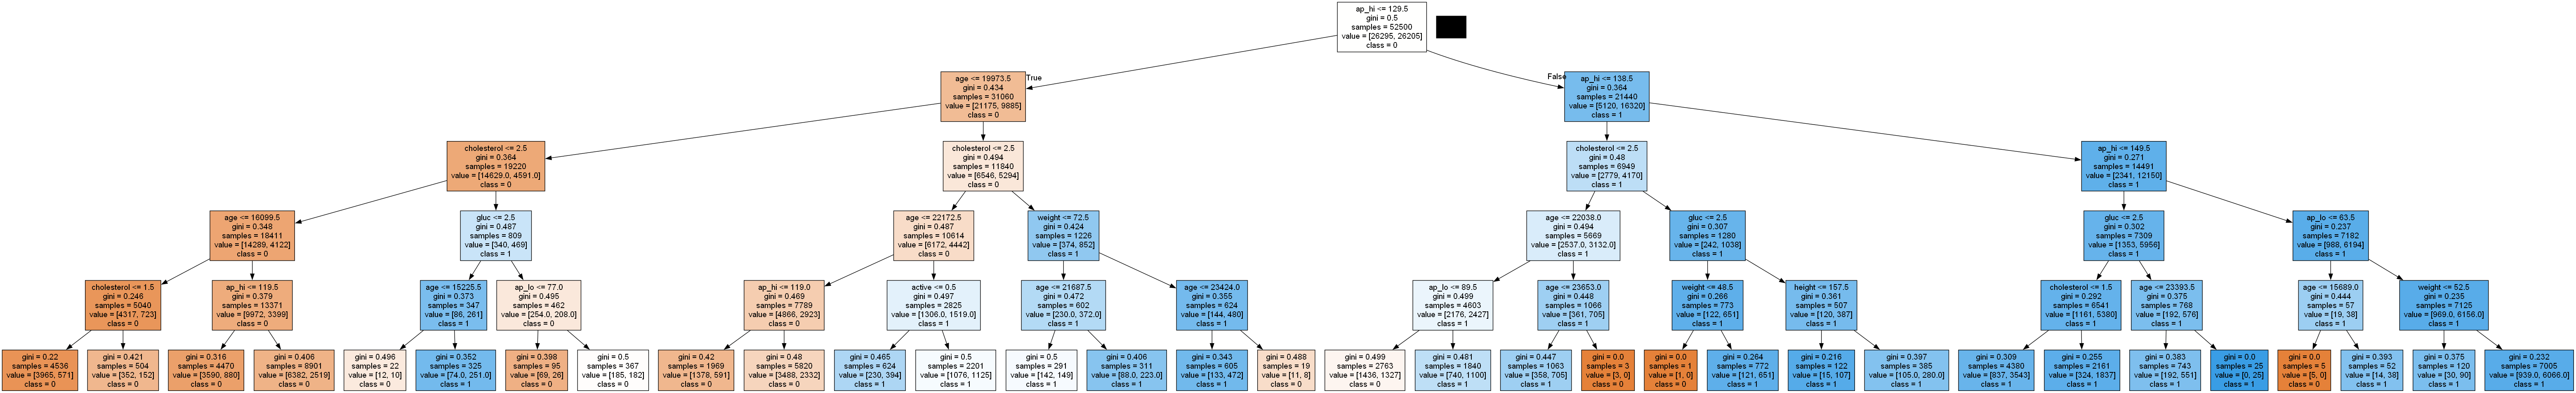 ap_hi <= 129.5
gini = 0.5
samples = 52500
value = [26295, 26205]
class = 0
True
False
age <= 19973.5
gini = 0.434
samples = 31060
value = [21175, 9885]
class = 0
ap_hi <= 138.5
gini = 0.364
samples = 21440
value = [5120, 16320]
class = 1
cholesterol <= 2.5
gini = 0.364
samples = 19220
value = [14629.0, 4591.0]
class = 0
cholesterol <= 2.5
gini = 0.494
samples = 11840
value = [6546, 5294]
class = 0
cholesterol <= 2.5
gini = 0.48
samples = 6949
value = [2779, 4170]
class = 1
ap_hi <= 149.5
gini = 0.271
samples = 14491
value = [2341, 12150]
class = 1
age <= 16099.5
gini = 0.348
samples = 18411
value = [14289, 4122]
class = 0
gluc <= 2.5
gini = 0.487
samples = 809
value = [340, 469]
class = 1
age <= 22172.5
gini = 0.487
samples = 10614
value = [6172, 4442]
class = 0
weight <= 72.5
gini = 0.424
samples = 1226
value = [374, 852]
class = 1
age <= 22038.0
gini = 0.494
samples = 5669
value = [2537.0, 3132.0]
class = 1
gluc <= 2.5
gini = 0.307
samples = 1280
value = [242, 1038]
class = 1
gluc <= 2.5
gini = 0.302
samples = 7309
value = [1353, 5956]
class = 1
ap_lo <= 63.5
gini = 0.237
samples = 7182
value = [988, 6194]
class = 1
cholesterol <= 1.5
gini = 0.246
samples = 5040
value = [4317, 723]
class = 0
ap_hi <= 119.5
gini = 0.379
samples = 13371
value = [9972, 3399]
class = 0
age <= 15225.5
gini = 0.373
samples = 347
value = [86, 261]
class = 1
ap_lo <= 77.0
gini = 0.495
samples = 462
value = [254.0, 208.0]
class = 0
ap_hi <= 119.0
gini = 0.469
samples = 7789
value = [4866, 2923]
class = 0
active <= 0.5
gini = 0.497
samples = 2825
value = [1306.0, 1519.0]
class = 1
age <= 21687.5
gini = 0.472
samples = 602
value = [230.0, 372.0]
class = 1
age <= 23424.0
gini = 0.355
samples = 624
value = [144, 480]
class = 1
ap_lo <= 89.5
gini = 0.499
samples = 4603
value = [2176, 2427]
class = 1
age <= 23653.0
gini = 0.448
samples = 1066
value = [361, 705]
class = 1
weight <= 48.5
gini = 0.266
samples = 773
value = [122, 651]
class = 1
height <= 157.5
gini = 0.361
samples = 507
value = [120, 387]
class = 1
cholesterol <= 1.5
gini = 0.292
samples = 6541
value = [1161, 5380]
class = 1
age <= 23393.5
gini = 0.375
samples = 768
value = [192, 576]
class = 1
age <= 15689.0
gini = 0.444
samples = 57
value = [19, 38]
class = 1
weight <= 52.5
gini = 0.235
samples = 7125
value = [969.0, 6156.0]
class = 1
gini = 0.22
samples = 4536
value = [3965, 571]
class = 0
gini = 0.421
samples = 504
value = [352, 152]
class = 0
gini = 0.316
samples = 4470
value = [3590, 880]
class = 0
gini = 0.406
samples = 8901
value = [6382, 2519]
class = 0
gini = 0.496
samples = 22
value = [12, 10]
class = 0
gini = 0.352
samples = 325
value = [74.0, 251.0]
class = 1
gini = 0.398
samples = 95
value = [69, 26]
class = 0
gini = 0.5
samples = 367
value = [185, 182]
class = 0
gini = 0.42
samples = 1969
value = [1378, 591]
class = 0
gini = 0.48
samples = 5820
value = [3488, 2332]
class = 0
gini = 0.465
samples = 624
value = [230, 394]
class = 1
gini = 0.5
samples = 2201
value = [1076, 1125]
class = 1
gini = 0.5
samples = 291
value = [142, 149]
class = 1
gini = 0.406
samples = 311
value = [88.0, 223.0]
class = 1
gini = 0.343
samples = 605
value = [133, 472]
class = 1
gini = 0.488
samples = 19
value = [11, 8]
class = 0
gini = 0.499
samples = 2763
value = [1436, 1327]
class = 0
gini = 0.481
samples = 1840
value = [740, 1100]
class = 1
gini = 0.447
samples = 1063
value = [358, 705]
class = 1
gini = 0.0
samples = 3
value = [3, 0]
class = 0
gini = 0.0
samples = 1
value = [1, 0]
class = 0
gini = 0.264
samples = 772
value = [121, 651]
class = 1
gini = 0.216
samples = 122
value = [15, 107]
class = 1
gini = 0.397
samples = 385
value = [105.0, 280.0]
class = 1
gini = 0.309
samples = 4380
value = [837, 3543]
class = 1
gini = 0.255
samples = 2161
value = [324, 1837]
class = 1
gini = 0.383
samples = 743
value = [192, 551]
class = 1
gini = 0.0
samples = 25
value = [0, 25]
class = 1
gini = 0.0
samples = 5
value = [5, 0]
class = 0
gini = 0.393
samples = 52
value = [14, 38]
class = 1
gini = 0.375
samples = 120
value = [30, 90]
class = 1
gini = 0.232
samples = 7005
value = [939.0, 6066.0]
class = 1